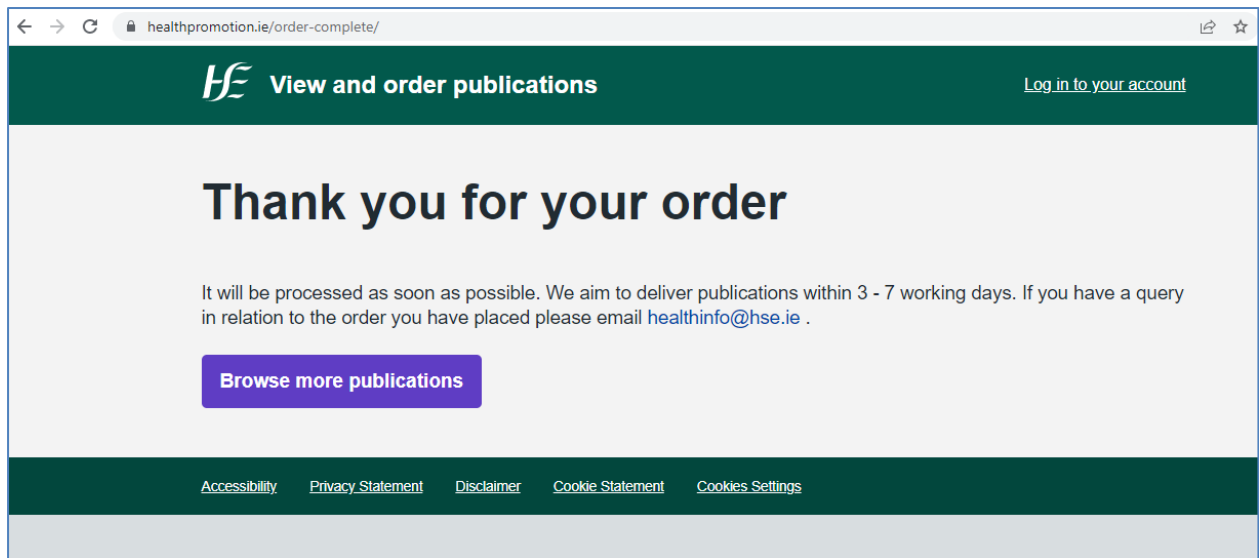 healthpromotion.ie/order-complete/
HE View and order publications
Log in to your account
Thank you for your order
It will be processed as soon as possible. We aim to deliver publications within 3 - 7 working days. If you have a query
in relation to the order you have placed please email healthinfo@hse.ie .
Browse more publications
Accessibility Privacy Statement Disclaimer Cookie Statement Cookies Settings